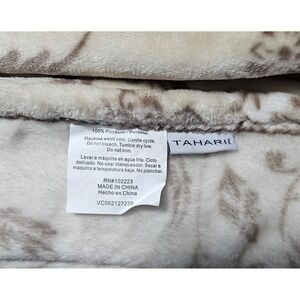 100% Polyester / Poliéster
Machine wash cold. Gentle cycle.
Do not bleach. Tumble dry low.
Do not iron.
Lavar a máquina en agua fría. Ciclo
delicado. No usar blanqueador. Secar a
máquina a temperatura baja. No planchar.
RN#102223
MADE IN CHINA
Hecho en China
VC062127235
TAHARI